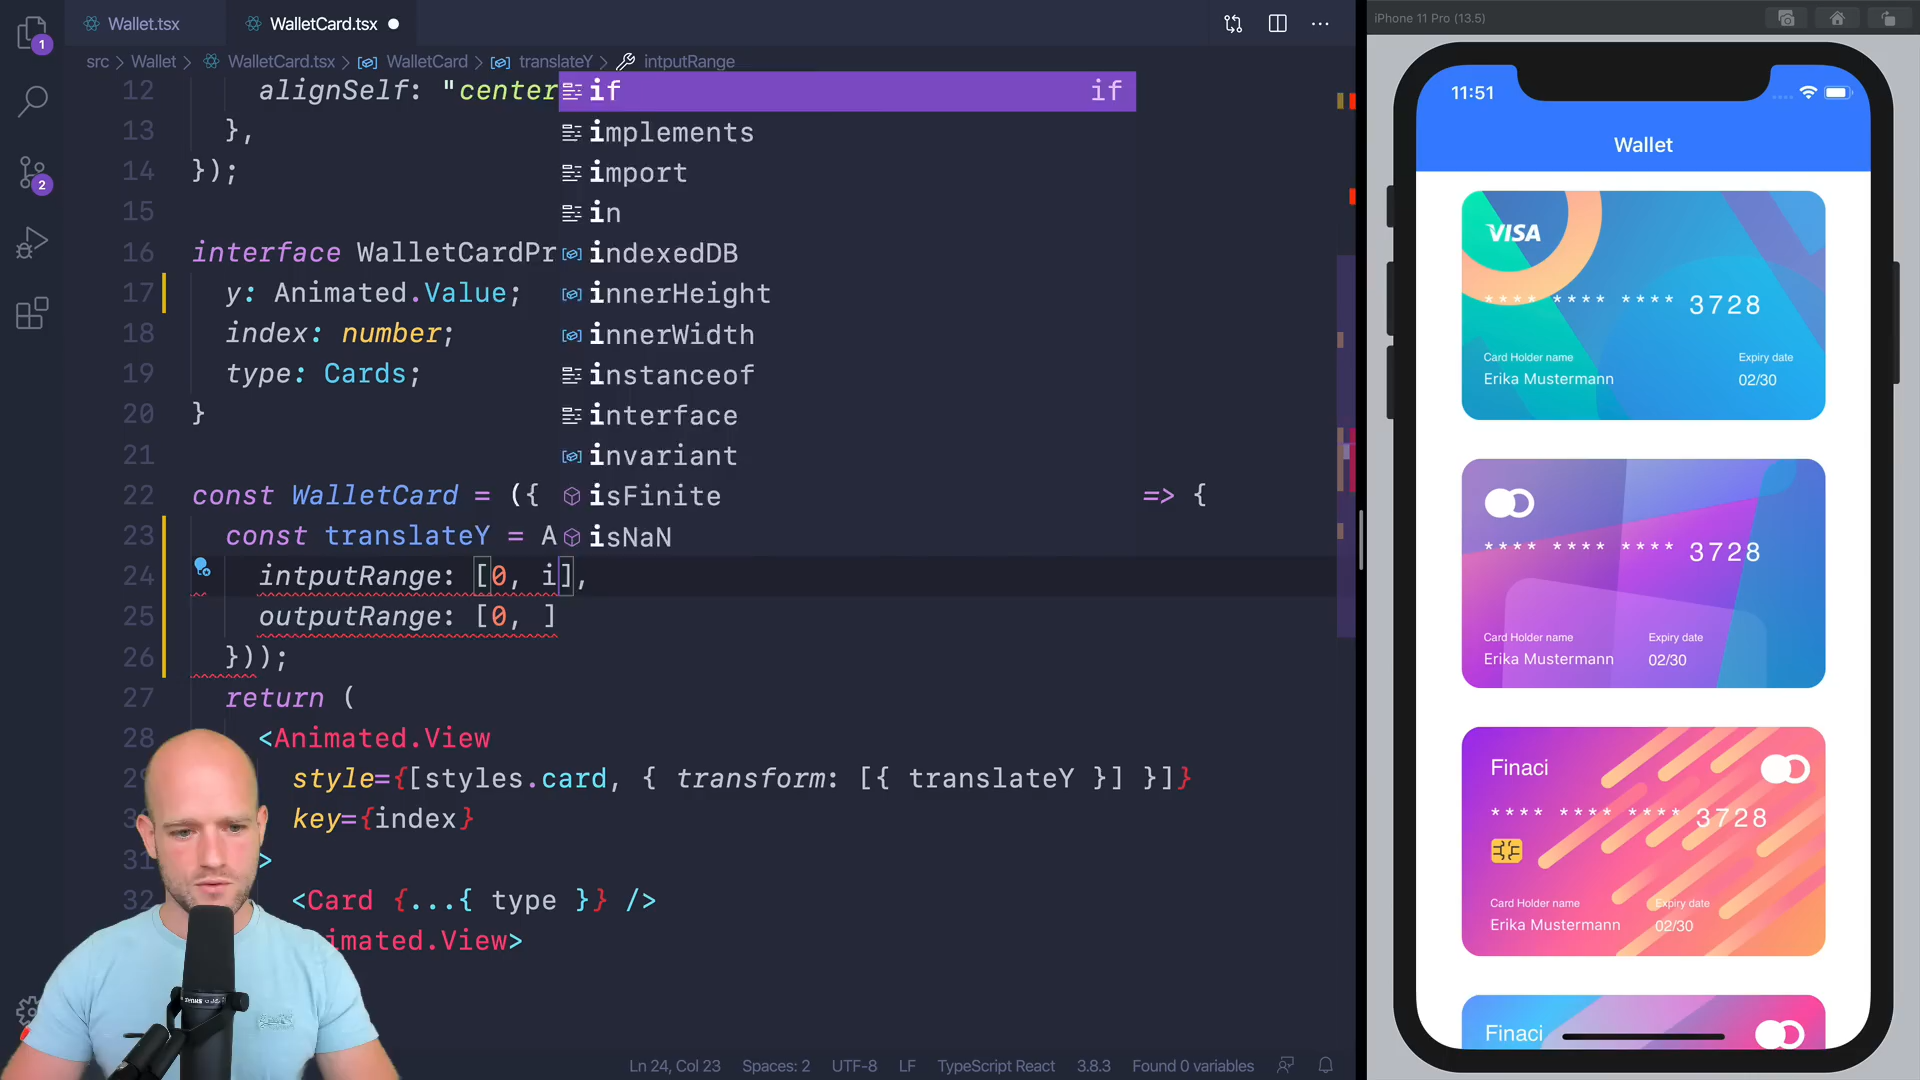 Wallet.tsx
WalletCard.tsx
src > Wallet > WalletCard.tsx > WalletCard > translateY > intputRange
1
2
12 alignSelf: "center
13 },
14 });
15
16 interface WalletCardPr
17 y: Animated.Value;
18 index: number;
19 type: Cards;
20 }
21
22 const WalletCard = ({ => {
23 const translateY = A
24 intputRange: [0, i],
25 outputRange: [0, ]
26 }));
27 return (
28 <Animated.View
style={[styles.card, { transform: [{ translateY }] }]}
key={index}
31 >
32 <Card {...{ type }} />
nimated.View>
if if
implements
import
in
indexedDB
innerHeight
innerWidth
instanceof
interface
invariant
isFinite
isNaN
Ln 24, Col 23 Spaces: 2 UTF-8 LF TypeScript React 3.8.3 Found 0 variables
iPhone 11 Pro (13.5)
11:51
Wallet
VISA
**** **** **** 3728
Card Holder name Expiry date
Erika Mustermann 02/30
**** **** **** 3728
Card Holder name Expiry date
Erika Mustermann 02/30
Finaci
**** **** **** 3728
Card Holder name Expiry date
Erika Mustermann 02/30
Finaci